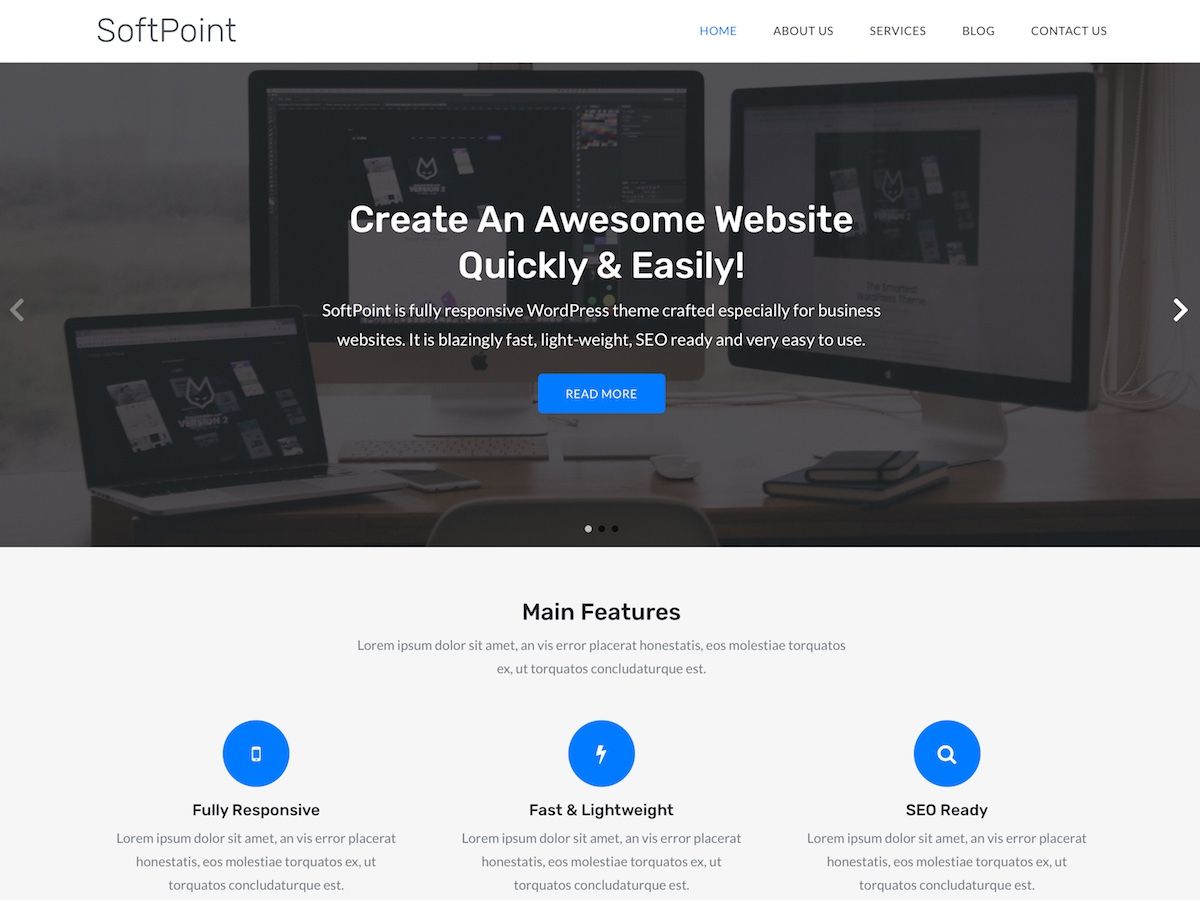 SoftPoint
HOME ABOUT US SERVICES BLOG CONTACT US
Create An Awesome Website
Quickly & Easily!
SoftPoint is fully responsive WordPress theme crafted especially for business
websites. It is blazingly fast, light-weight, SEO ready and very easy to use.
The Smartest
WordPress Theme
VERSION 2
READ MORE
Main Features
Lorem ipsum dolor sit amet, an vis error placerat honestatis, eos molestiae torquatos
ex, ut torquatos concludaturque est.
Fully Responsive
Lorem ipsum dolor sit amet, an vis error placerat
honestatis, eos molestiae torquatos ex, ut
torquatos concludaturque est.
Fast & Lightweight
Lorem ipsum dolor sit amet, an vis error placerat
honestatis, eos molestiae torquatos ex, ut
torquatos concludaturque est.
SEO Ready
Lorem ipsum dolor sit amet, an vis error placerat
honestatis, eos molestiae torquatos ex, ut
torquatos concludaturque est.